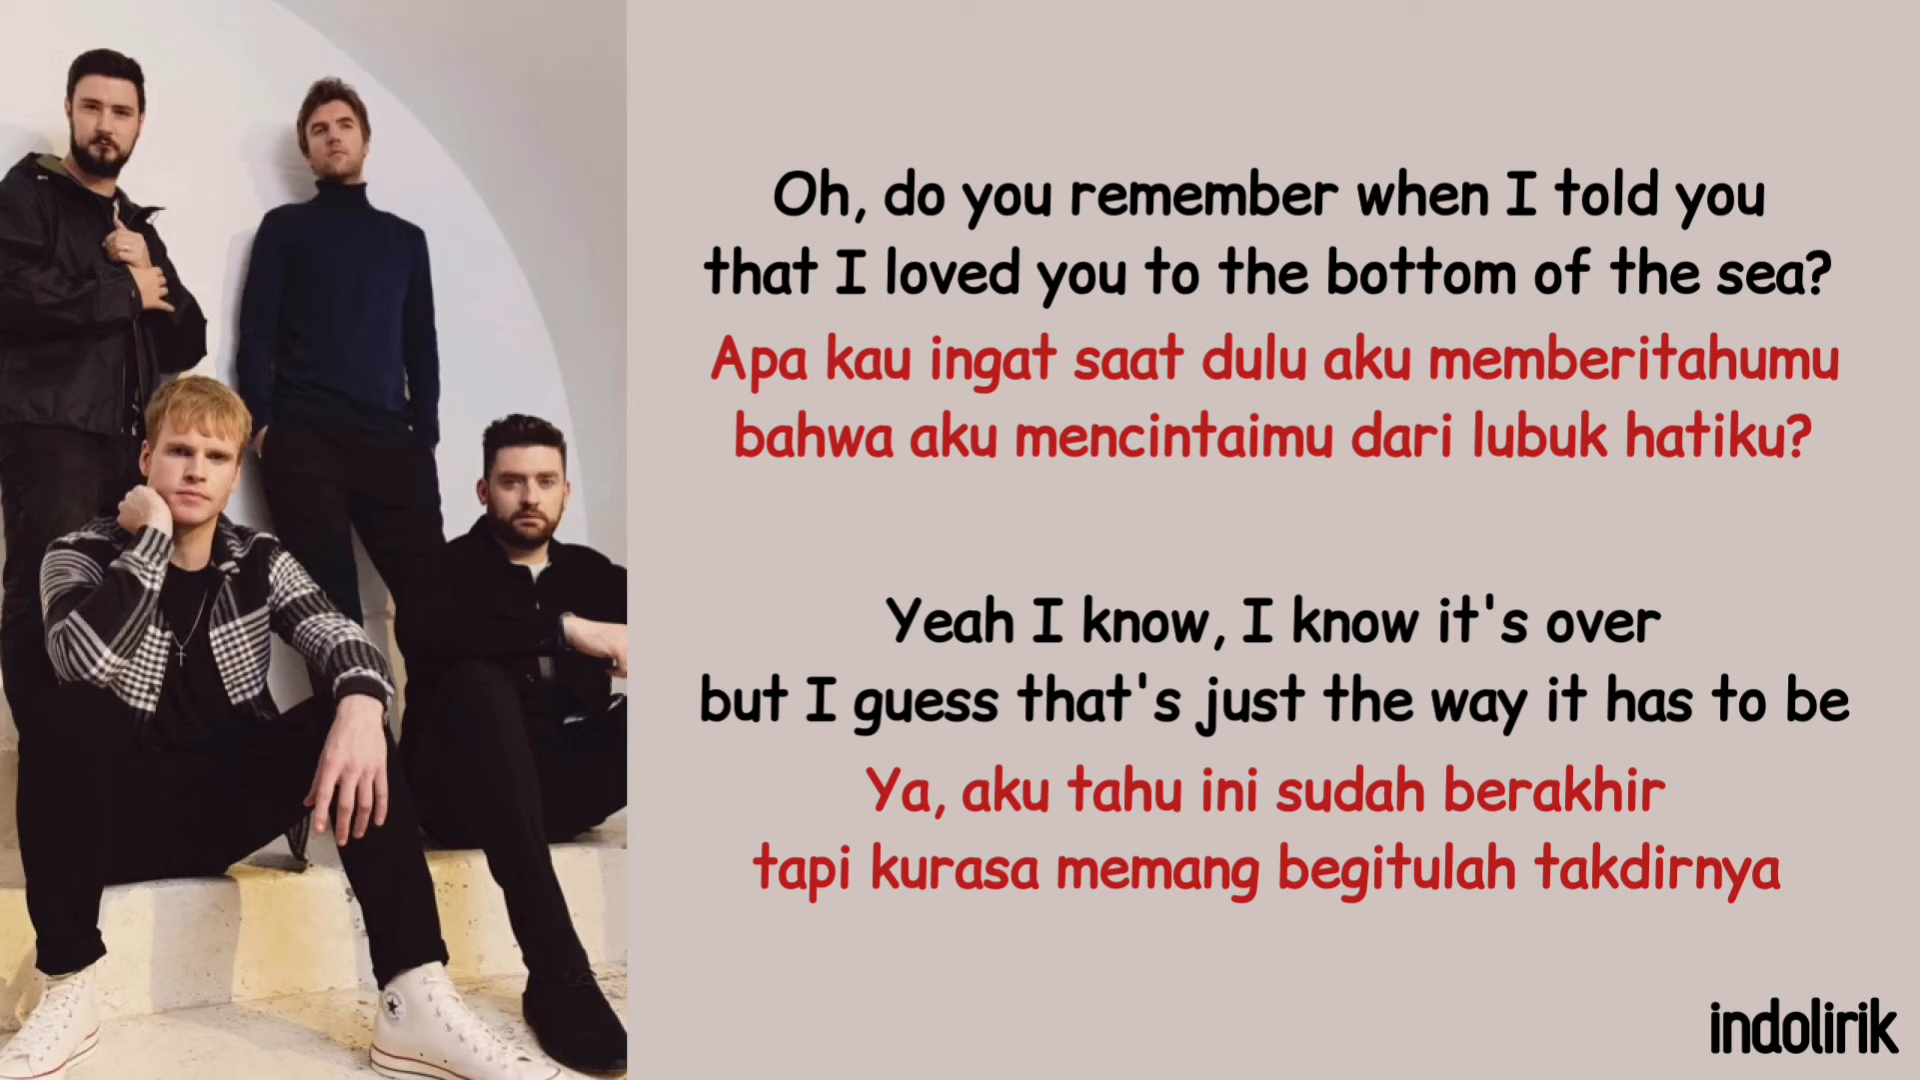 Oh, do you remember when I told you
that I loved you to the bottom of the sea?
Apa kau ingat saat dulu aku memberitahumu
bahwa aku mencintaimu dari lubuk hatiku?
Yeah I know, I know it's over
but I guess that's just the way it has to be
Ya, aku tahu ini sudah berakhir
tapi kurasa memang begitulah takdirnya
indolirik